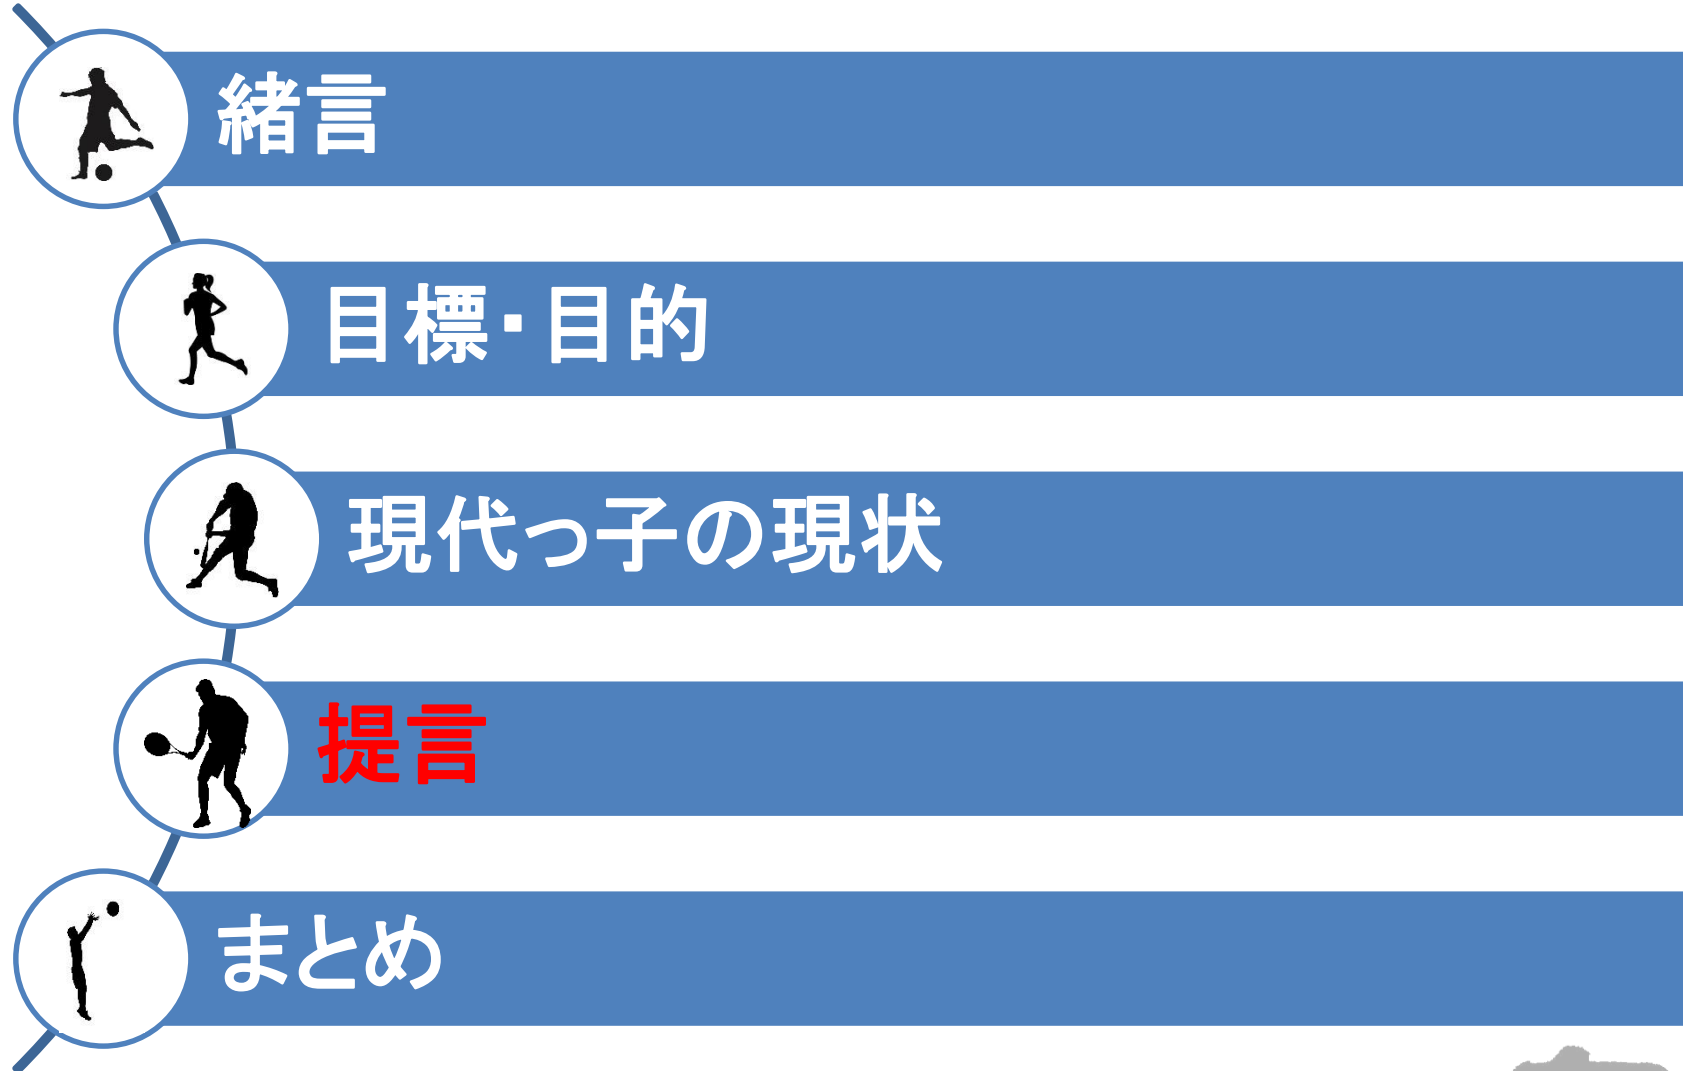 緒言
目標・目的
現代っ子の現状
提言
まとめ